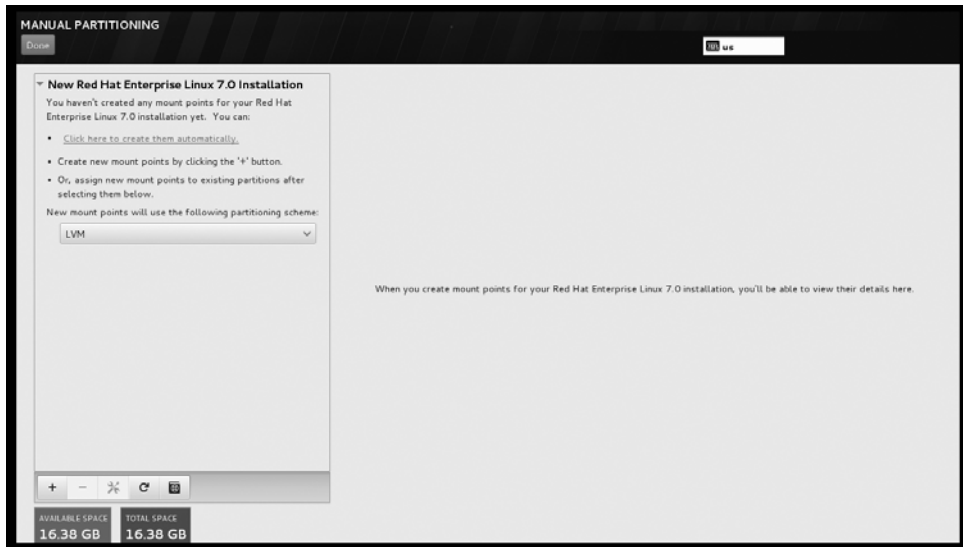 MANUAL PARTITIONING
Done
us
New Red Hat Enterprise Linux 7.0 Installation
You haven't created any mount points for your Red Hat
Enterprise Linux 7.0 installation yet. You can:
• Click here to create them automatically.
• Create new mount points by clicking the '+' button.
• Or, assign new mount points to existing partitions after
selecting them below.
New mount points will use the following partitioning scheme:
LVM
When you create mount points for your Red Hat Enterprise Linux 7.0 installation, you'll be able to view their details here.
+ −
AVAILABLE SPACE
16.38 GB
TOTAL SPACE
16.38 GB